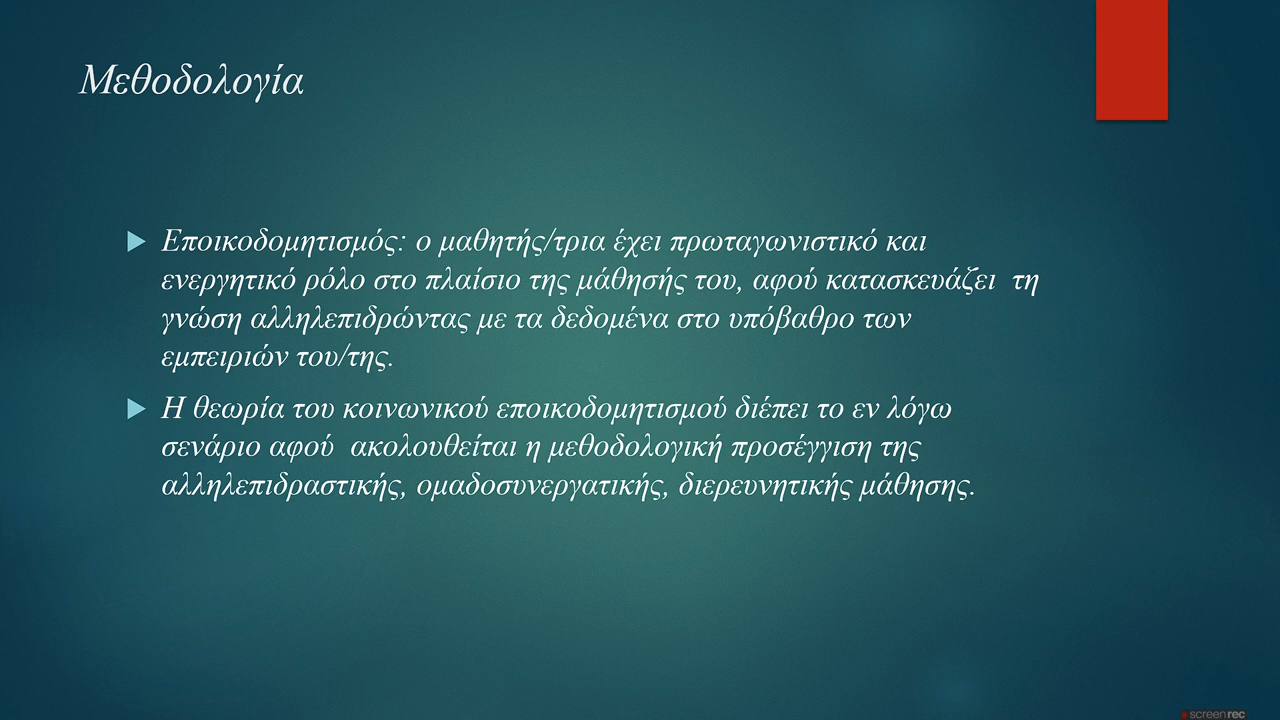 Μεθοδολογία
Εποικοδομητισμός: ο μαθητής/τρια έχει πρωταγωνιστικό και
ενεργητικό ρόλο στο πλαίσιο της μάθησής του, αφού κατασκευάζει  τη
γνώση αλληλεπιδρώντας με τα δεδομένα στο υπόβαθρο των
εμπειριών του/της.
Η θεωρία του κοινωνικού εποικοδομητισμού διέπει το εν λόγω
σενάριο αφού  ακολουθείται η μεθοδολογική προσέγγιση της
αλληλεπιδραστικής, ομαδοσυνεργατικής, διερευνητικής μάθησης.
screenrec